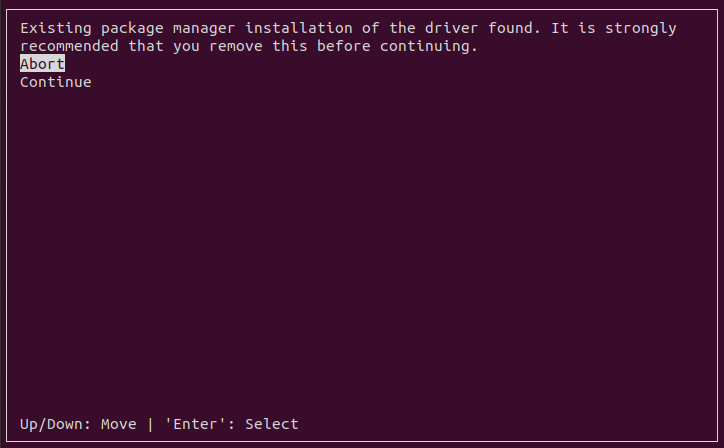 Existing package manager installation of the driver found. It is strongly
recommended that you remove this before continuing.
Abort
Continue
Up/Down: Move | 'Enter': Select